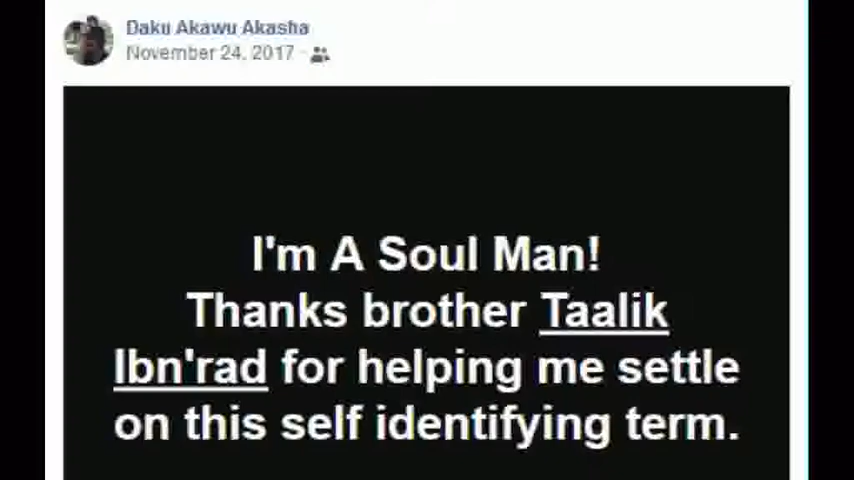 Daku Akawu Akasha
November 24, 2017 ·
I'm A Soul Man!
Thanks brother Taalik
Ibn'rad for helping me settle
on this self identifying term.